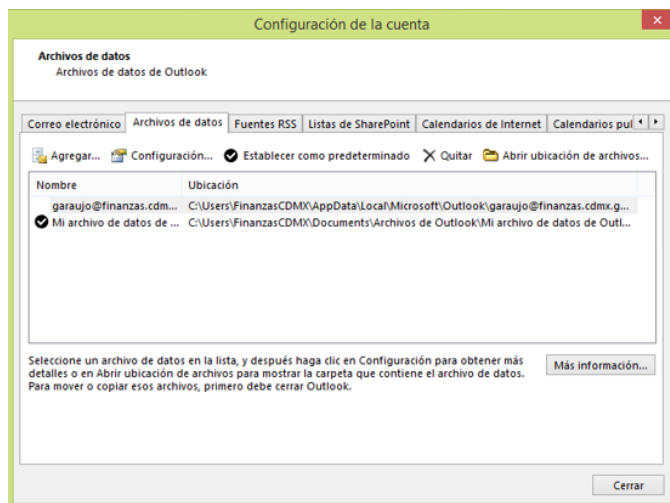 Configuración de la cuenta
Archivos de datos
Archivos de datos de Outlook
Correo electrónico Archivos de datos Fuentes RSS Listas de SharePoint Calendarios de Internet Calendarios pul
Agregar... Configuración... Establecer como predeterminado Quitar Abrir ubicación de archivos...
Nombre Ubicación
garaujo@finanzas.cdm... C:\Users\FinanzasCDMX\AppData\Local\Microsoft\Outlook\garaujo@finanzas.cdmx.g...
Mi archivo de datos de ... C:\Users\FinanzasCDMX\Documents\Archivos de Outlook\Mi archivo de datos de Outl...
Seleccione un archivo de datos en la lista, y después haga clic en Configuración para obtener más
detalles o en Abrir ubicación de archivos para mostrar la carpeta que contiene el archivo de datos.
Para mover o copiar esos archivos, primero debe cerrar Outlook.
Más información...
Cerrar